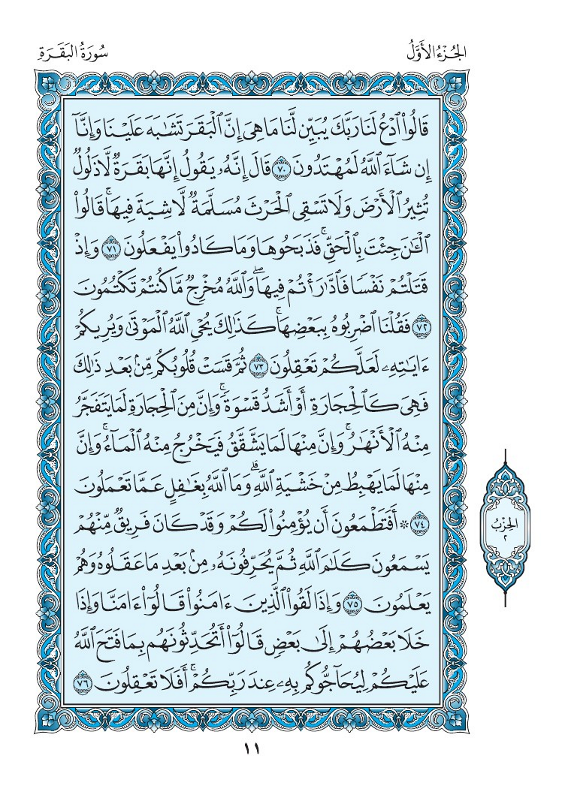 الجُزْءُ الأَوَّلُ
سُورَةُ البَقَرَةِ
قَالُوا۟ ٱدْعُ لَنَا رَبَّكَ يُبَيِّن لَّنَا مَا هِىَ إِنَّ ٱلْبَقَرَ تَشَـٰبَهَ عَلَيْنَا وَإِنَّآ
إِن شَآءَ ٱللَّهُ لَمُهْتَدُونَ ٧٠ قَالَ إِنَّهُۥ يَقُولُ إِنَّهَا بَقَرَةٌ لَّا ذَلُولٌ
تُثِيرُ ٱلْأَرْضَ وَلَا تَسْقِى ٱلْحَرْثَ مُسَلَّمَةٌ لَّا شِيَةَ فِيهَا ۚ قَالُوا۟
ٱلْـَٔـٰنَ جِئْتَ بِٱلْحَقِّ ۚ فَذَبَحُوهَا وَمَا كَادُوا۟ يَفْعَلُونَ ٧١ وَإِذْ
قَتَلْتُمْ نَفْسًا فَٱدَّٰرَْٰٔتُمْ فِيهَا ۖ وَٱللَّهُ مُخْرِجٌ مَّا كُنتُمْ تَكْتُمُونَ
٧٢ فَقُلْنَا ٱضْرِبُوهُ بِبَعْضِهَا ۚ كَذَٰلِكَ يُحْىِ ٱللَّهُ ٱلْمَوْتَىٰ وَيُرِيكُمْ
ءَايَـٰتِهِۦ لَعَلَّكُمْ تَعْقِلُونَ ٧٣ ثُمَّ قَسَتْ قُلُوبُكُم مِّنۢ بَعْدِ ذَٰلِكَ
فَهِىَ كَٱلْحِجَارَةِ أَوْ أَشَدُّ قَسْوَةً ۚ وَإِنَّ مِنَ ٱلْحِجَارَةِ لَمَا يَتَفَجَّرُ
مِنْهُ ٱلْأَنْهَـٰرُ ۚ وَإِنَّ مِنْهَا لَمَا يَشَّقَّقُ فَيَخْرُجُ مِنْهُ ٱلْمَآءُ ۚ وَإِنَّ
مِنْهَا لَمَا يَهْبِطُ مِنْ خَشْيَةِ ٱللَّهِ ۗ وَمَا ٱللَّهُ بِغَـٰفِلٍ عَمَّا تَعْمَلُونَ
٧٤ ۞ أَفَتَطْمَعُونَ أَن يُؤْمِنُوا۟ لَكُمْ وَقَدْ كَانَ فَرِيقٌ مِّنْهُمْ
يَسْمَعُونَ كَلَـٰمَ ٱللَّهِ ثُمَّ يُحَرِّفُونَهُۥ مِنۢ بَعْدِ مَا عَقَلُوهُ وَهُمْ
يَعْلَمُونَ ٧٥ وَإِذَا لَقُوا۟ ٱلَّذِينَ ءَامَنُوا۟ قَالُوٓا۟ ءَامَنَّا وَإِذَا
خَلَا بَعْضُهُمْ إِلَىٰ بَعْضٍ قَالُوٓا۟ أَتُحَدِّثُونَهُم بِمَا فَتَحَ ٱللَّهُ
عَلَيْكُمْ لِيُحَآجُّوكُم بِهِۦ عِندَ رَبِّكُمْ ۚ أَفَلَا تَعْقِلُونَ ٧٦
الحِزْبُ
٢
١١